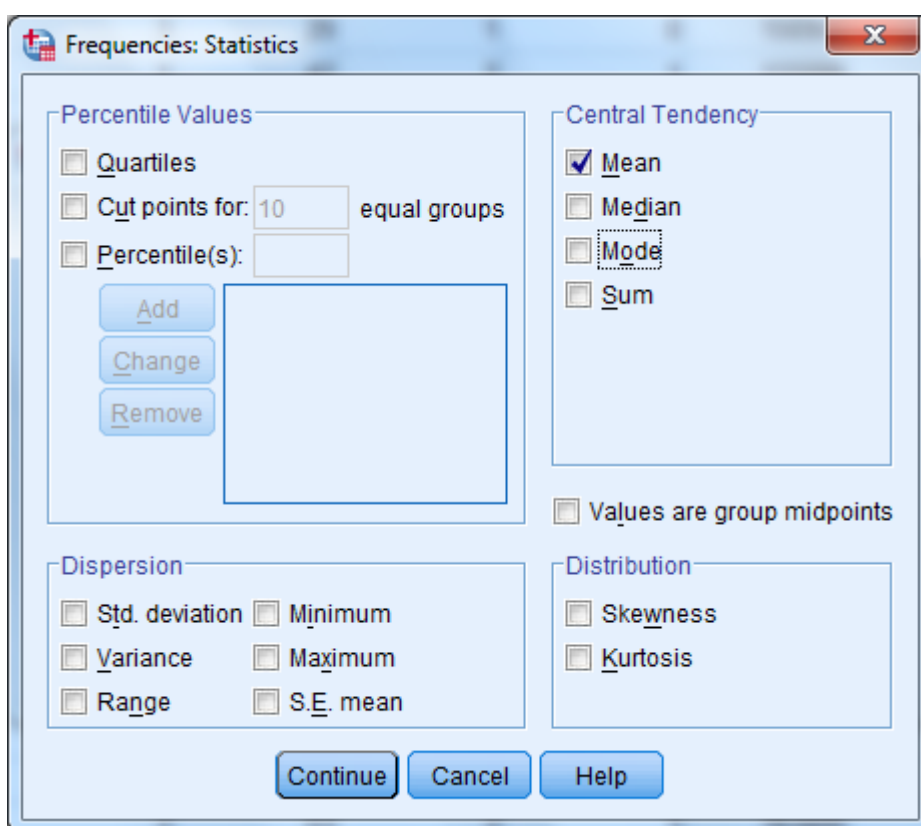 Frequencies: Statistics
Percentile Values
Quartiles
Cut points for: 10 equal groups
Percentile(s):
Add
Change
Remove
Central Tendency
Mean
Median
Mode
Sum
Values are group midpoints
Dispersion
Std. deviation Minimum
Variance Maximum
Range S.E. mean
Distribution
Skewness
Kurtosis
Continue Cancel Help